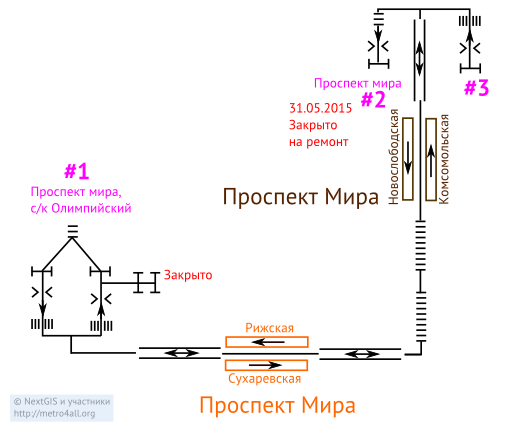 Проспект мира
#2
#3
31.05.2015
Закрыто
на ремонт
Новослободская
Комсомольская
#1
Проспект мира,
с/к Олимпийский
Проспект Мира
Закрыто
Рижская
Сухаревская
Проспект Мира
© NextGIS и участники
http://metro4all.org